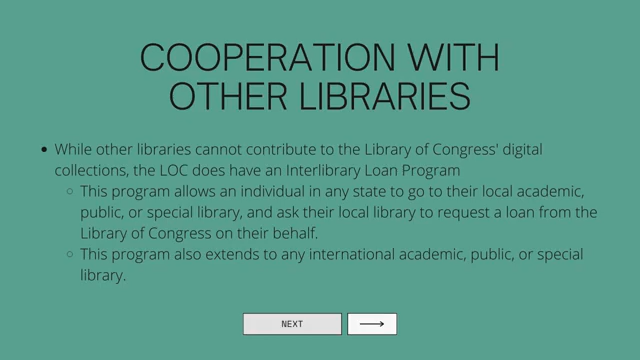 COOPERATION WITH
OTHER LIBRARIES
• While other libraries cannot contribute to the Library of Congress' digital
collections, the LOC does have an Interlibrary Loan Program
○ This program allows an individual in any state to go to their local academic,
public, or special library, and ask their local library to request a loan from the
Library of Congress on their behalf.
○ This program also extends to any international academic, public, or special
library.
NEXT